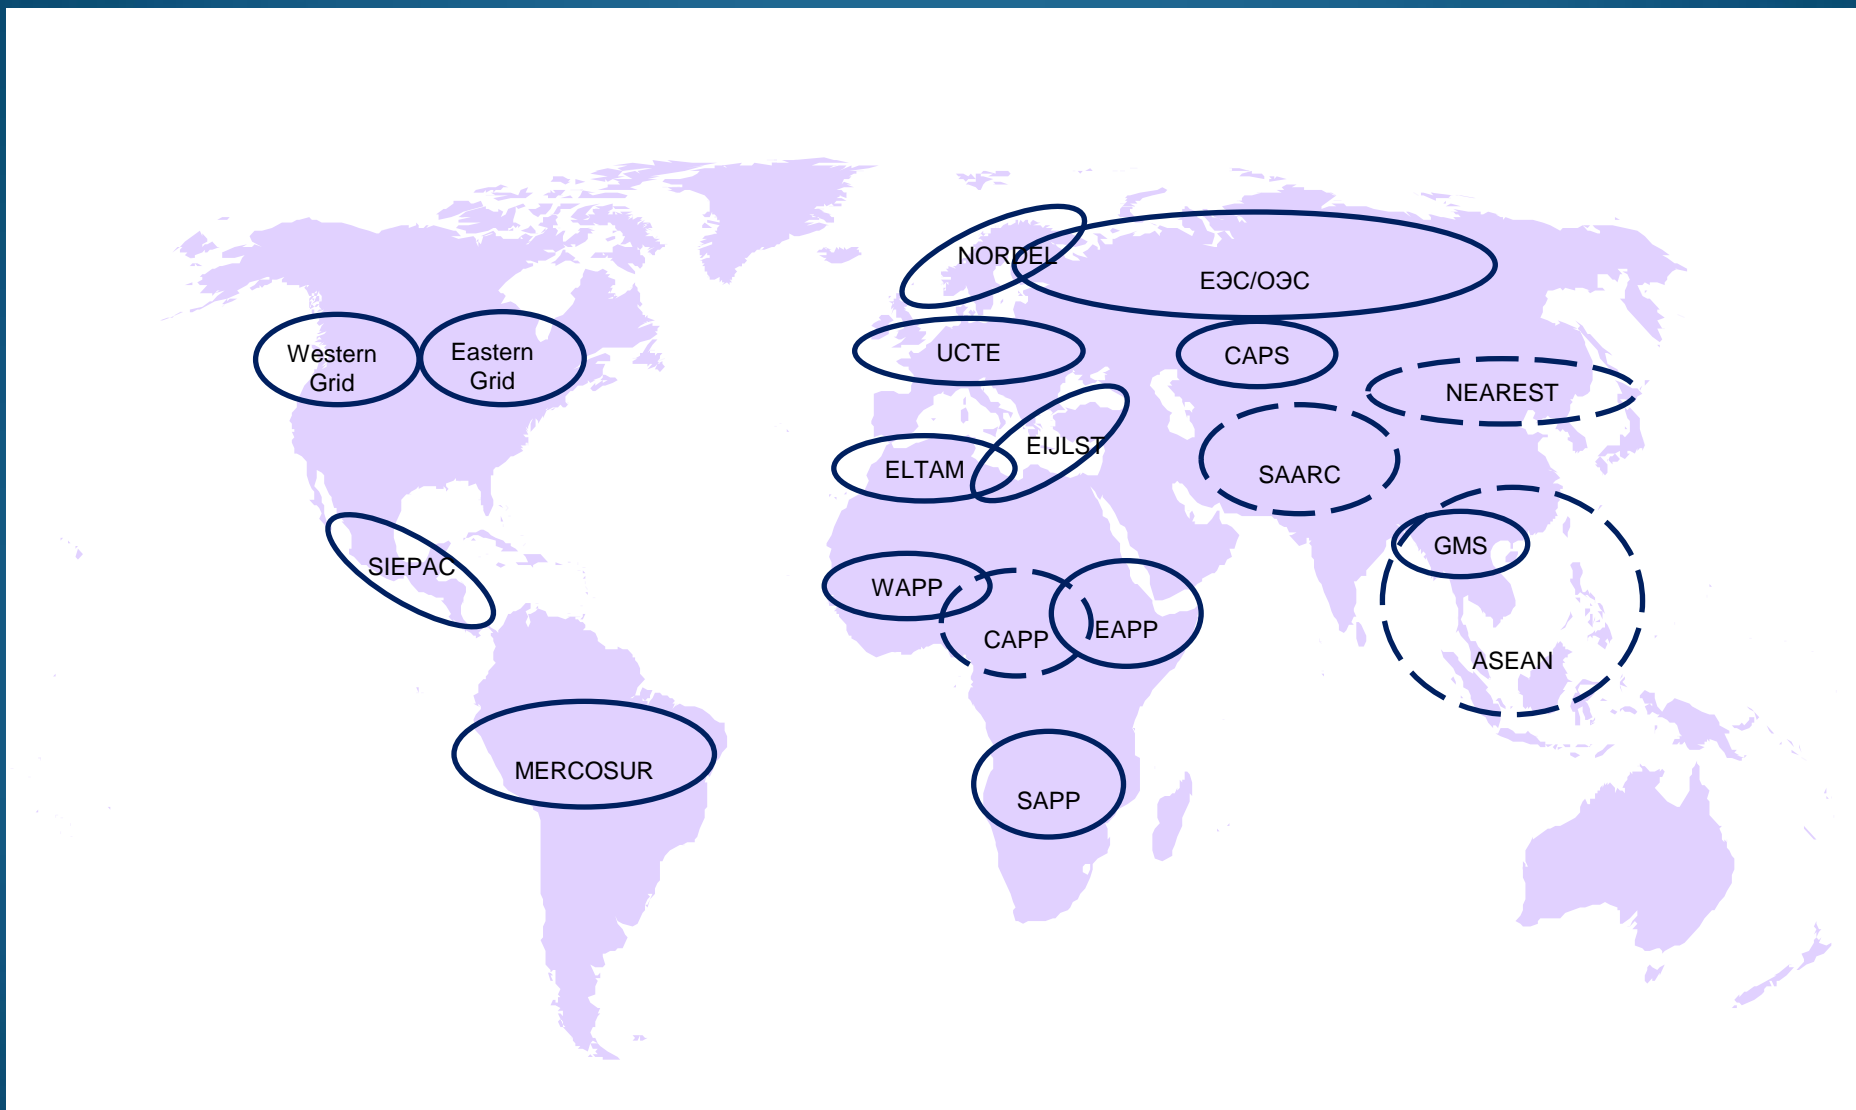 NORDEL
ЕЭС/ОЭС
Western
Grid
Eastern
Grid
UCTE
CAPS
NEAREST
EIJLST
ELTAM
SAARC
SIEPAC
WAPP
CAPP
EAPP
GMS
ASEAN
MERCOSUR
SAPP